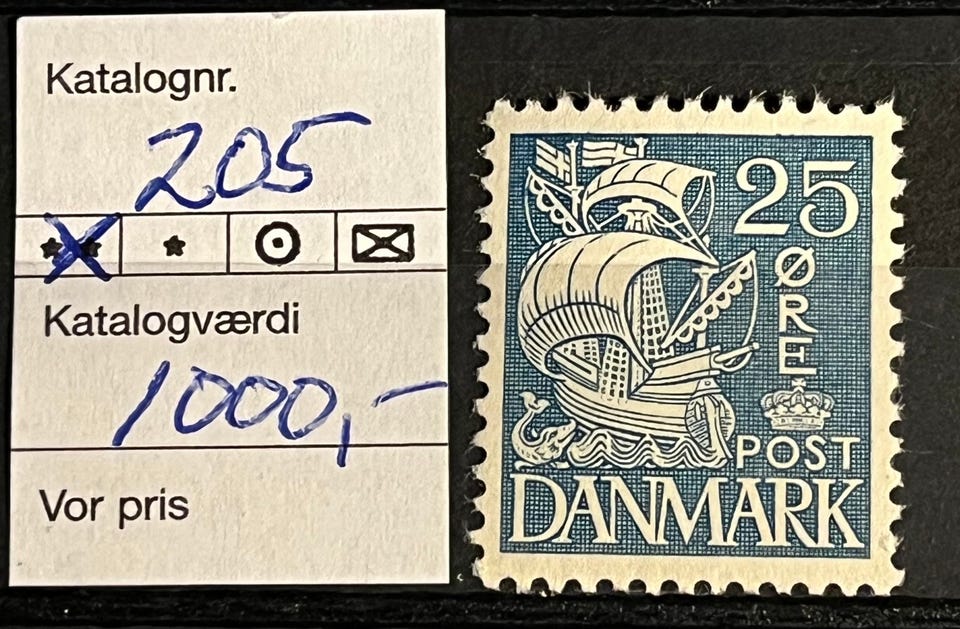 Katalognr.
205
Katalogværdi
1000,-
Vor pris
25
ØRE
POST
DANMARK